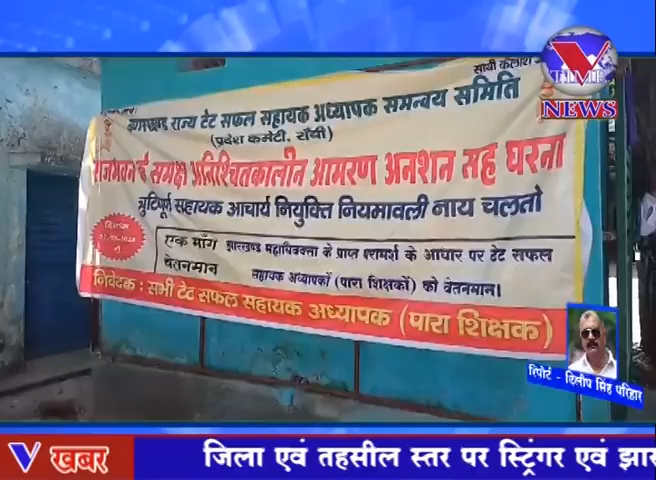 V
TIME
NEWS
साथी कैलाश
झारखण्ड राज्य टेट सफल सहायक अध्यापक समन्वय समिति
(प्रदेश कमेटी, राँची)
राजभवन के समक्ष अनिश्चितकालीन आमरण अनशन सह धरना
त्रुटिपूर्ण सहायक आचार्य नियुक्ति नियमावली नाय चलतो
एक माँग झारखण्ड महाधिवक्ता के प्राप्त परामर्श के आधार पर टेट सफल
वेतनमान सहायक अध्यापकों (पारा शिक्षकों) को वेतनमान।
निवेदक : सभी टेट सफल सहायक अध्यापक (पारा शिक्षक)
रिपोर्ट - दिलीप सिंह परिहार
V खबर
जिला एवं तहसील स्तर पर स्ट्रिंगर एवं